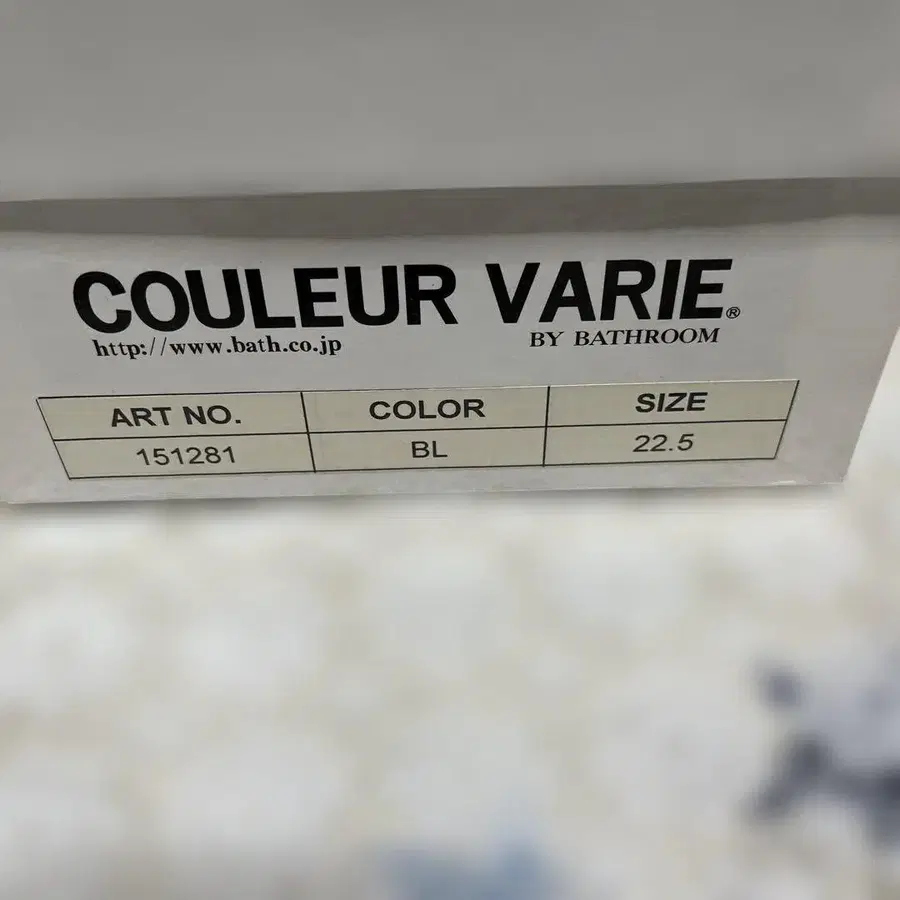 COULEUR VARIE®
http://www.bath.co.jp BY BATHROOM
ART NO. COLOR SIZE
151281 BL 22.5